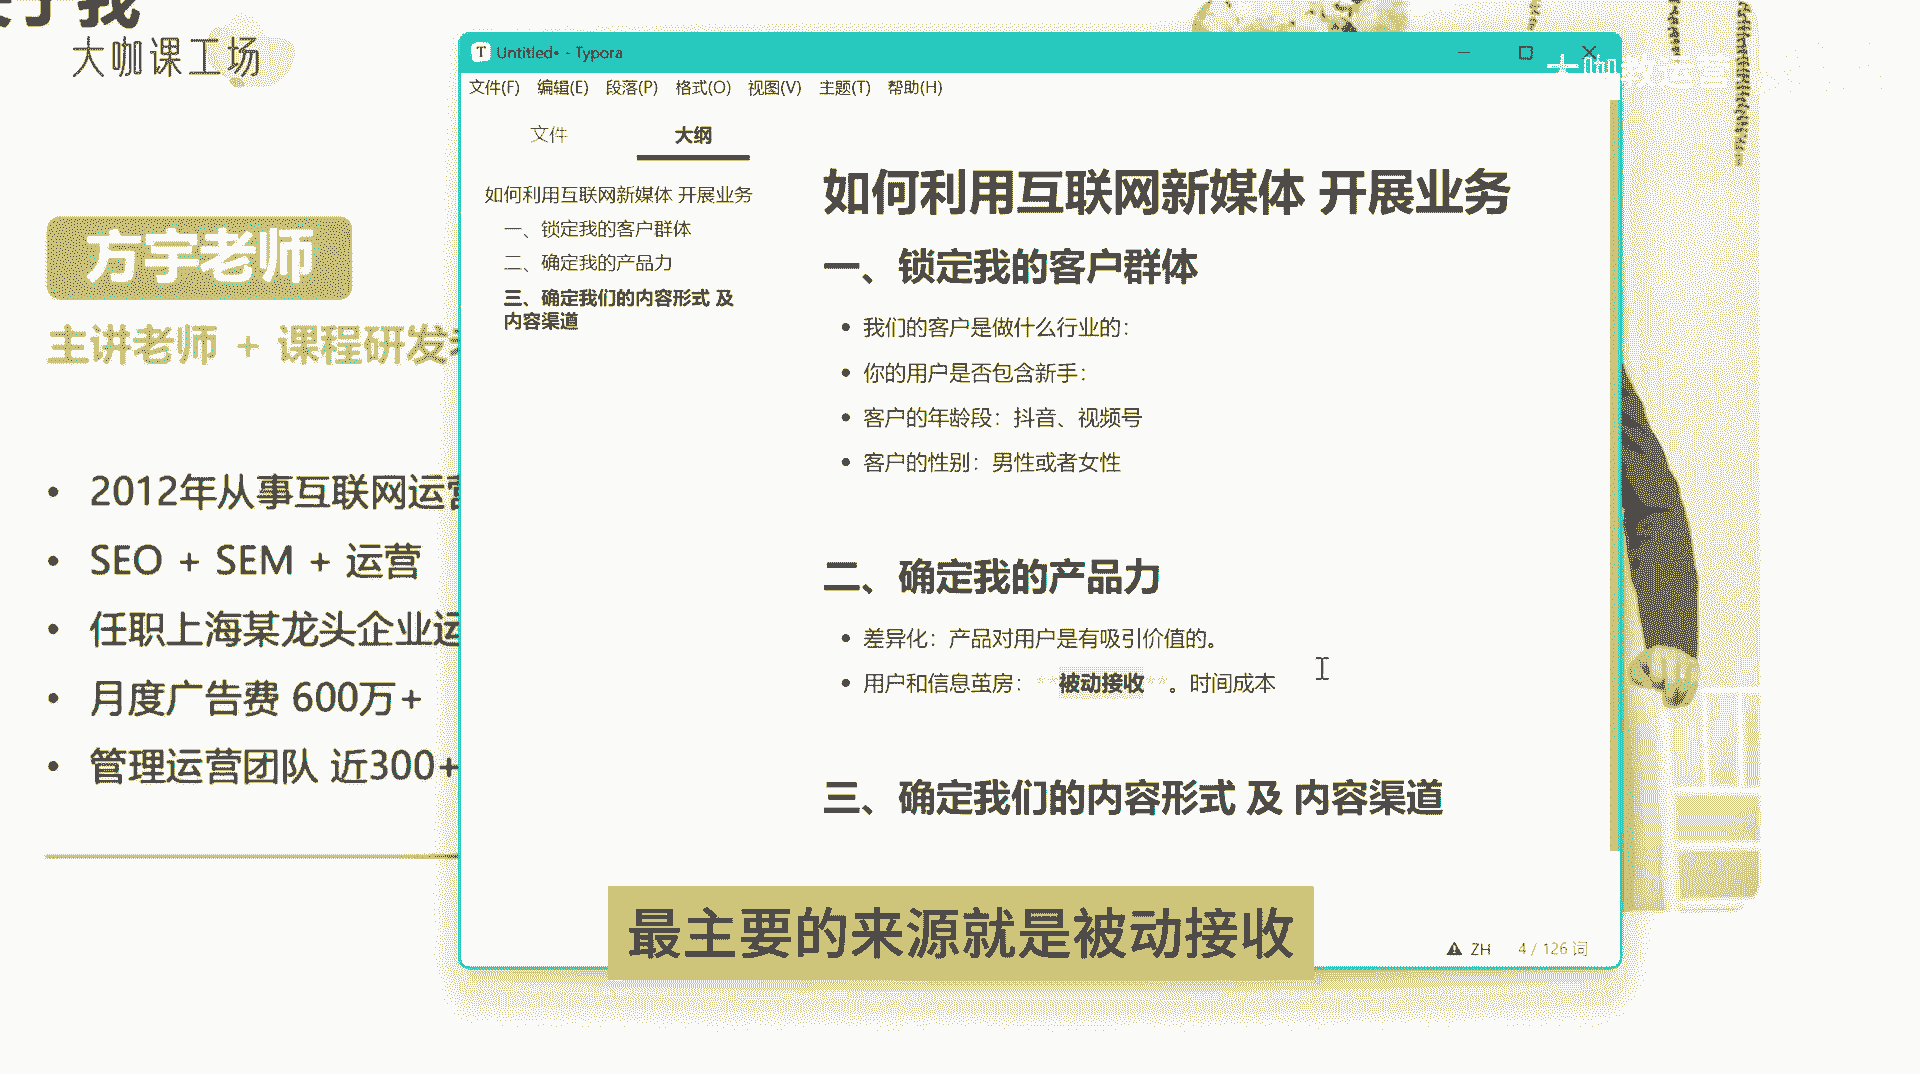 大咖课工场
方宇老师
主讲老师 + 课程研发
2012年从事互联网运营
SEO + SEM + 运营
任职上海某龙头企业运
月度广告费 600万+
管理运营团队 近300+
Untitled• - Typora
文件(F) 编辑(E) 段落(P) 格式(O) 视图(V) 主题(T) 帮助(H)
文件 大纲
如何利用互联网新媒体 开展业务
一、锁定我的客户群体
二、确定我的产品力
三、确定我们的内容形式 及
内容渠道
如何利用互联网新媒体 开展业务
一、锁定我的客户群体
我们的客户是做什么行业的：
你的用户是否包含新手：
客户的年龄段：抖音、视频号
客户的性别：男性或者女性
二、确定我的产品力
差异化：产品对用户是有吸引价值的。
用户和信息茧房：**被动接收**。时间成本
三、确定我们的内容形式 及 内容渠道
ZH 4 / 126 词
大咖教运营
最主要的来源就是被动接收